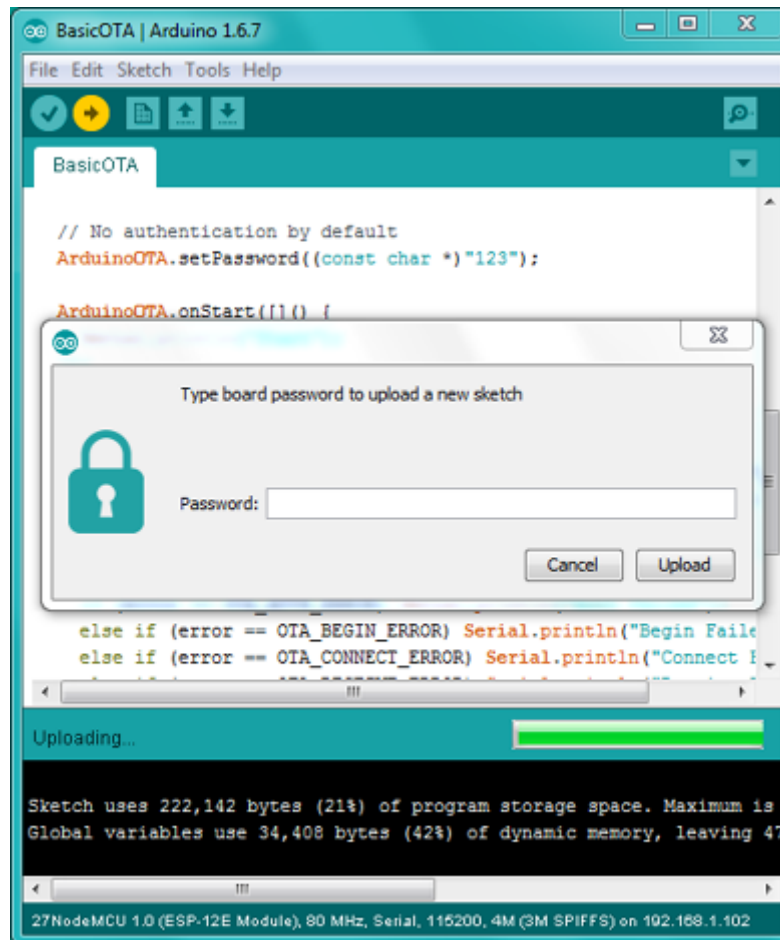 BasicOTA | Arduino 1.6.7
File Edit Sketch Tools Help
BasicOTA
// No authentication by default
ArduinoOTA.setPassword((const char *)"123");
ArduinoOTA.onStart([]() {
Type board password to upload a new sketch
Password:
Cancel Upload
else if (error == OTA_BEGIN_ERROR) Serial.println("Begin Faile
else if (error == OTA_CONNECT_ERROR) Serial.println("Connect
Uploading...
Sketch uses 222,142 bytes (21%) of program storage space. Maximum is
Global variables use 34,408 bytes (42%) of dynamic memory, leaving 47
27NodeMCU 1.0 (ESP-12E Module), 80 MHz, Serial, 115200, 4M (3M SPIFFS) on 192.168.1.102